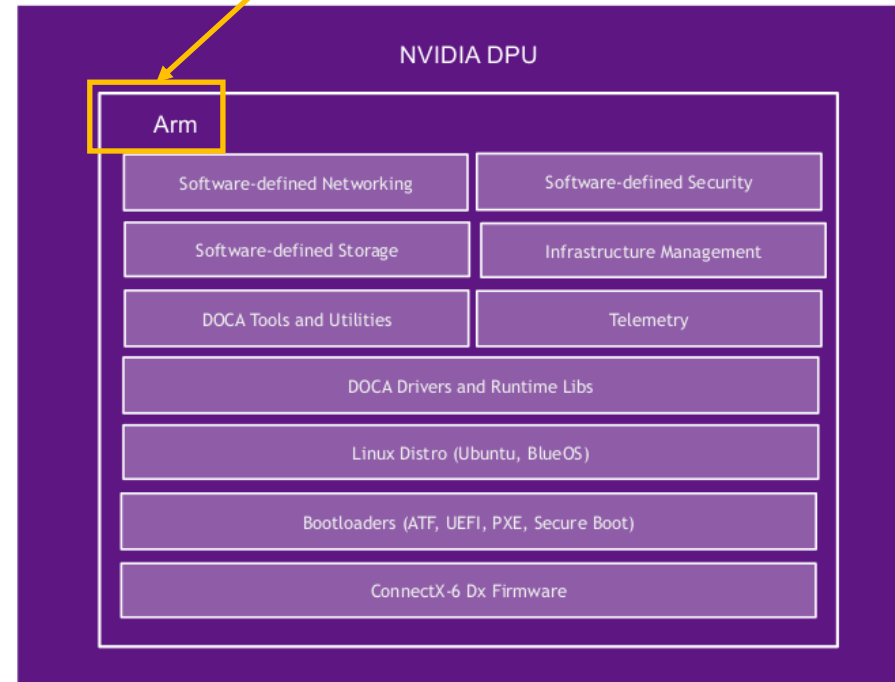 NVIDIA DPU
Arm
Software-defined Networking
Software-defined Security
Software-defined Storage
Infrastructure Management
DOCA Tools and Utilities
Telemetry
DOCA Drivers and Runtime Libs
Linux Distro (Ubuntu, BlueOS)
Bootloaders (ATF, UEFI, PXE, Secure Boot)
ConnectX-6 Dx Firmware